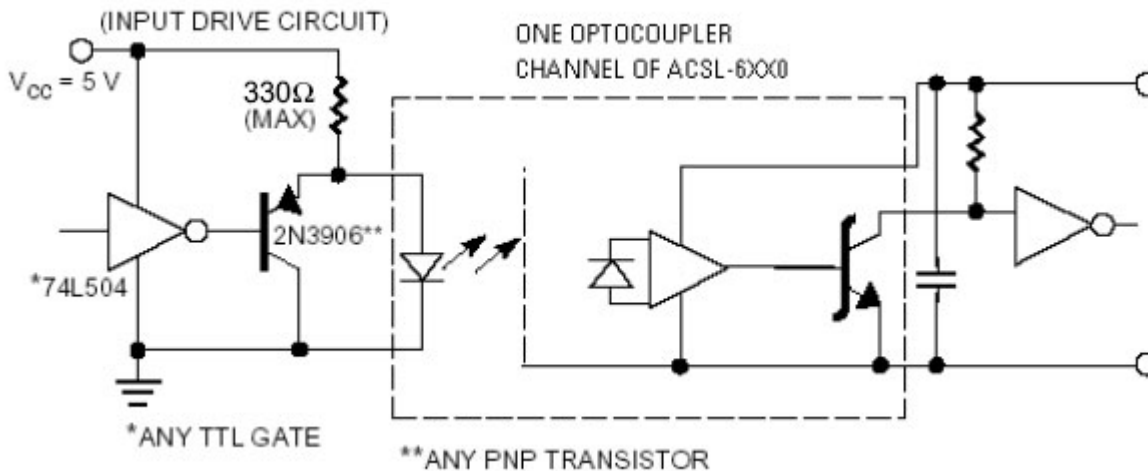 (INPUT DRIVE CIRCUIT)
V_CC = 5 V
330Ω
(MAX)
ONE OPTOCOUPLER
CHANNEL OF ACSL-6XX0
2N3906**
*74L504
*ANY TTL GATE
**ANY PNP TRANSISTOR